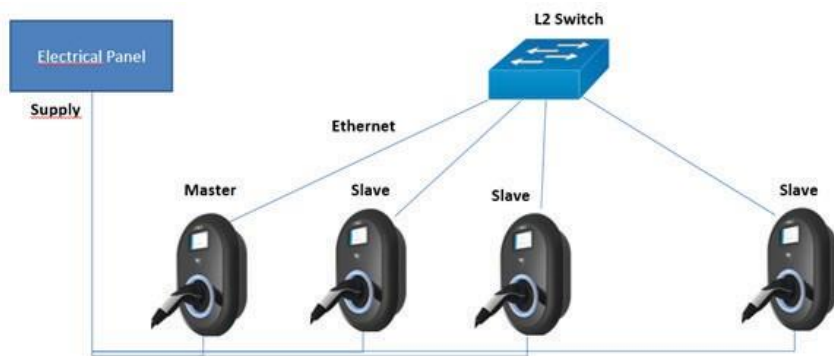 L2 Switch
Electrical Panel
Supply
Ethernet
Master
Slave
Slave
Slave